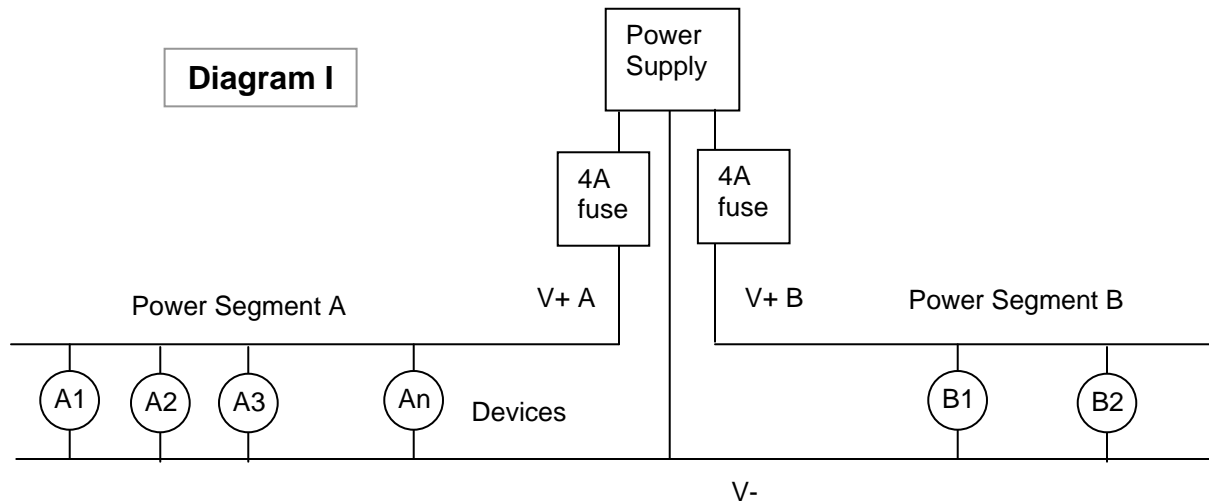 Power
Supply
Diagram I
4A
fuse
4A
fuse
Power Segment A
V+ A
V+ B
Power Segment B
A1
A2
A3
An
Devices
B1
B2
V-